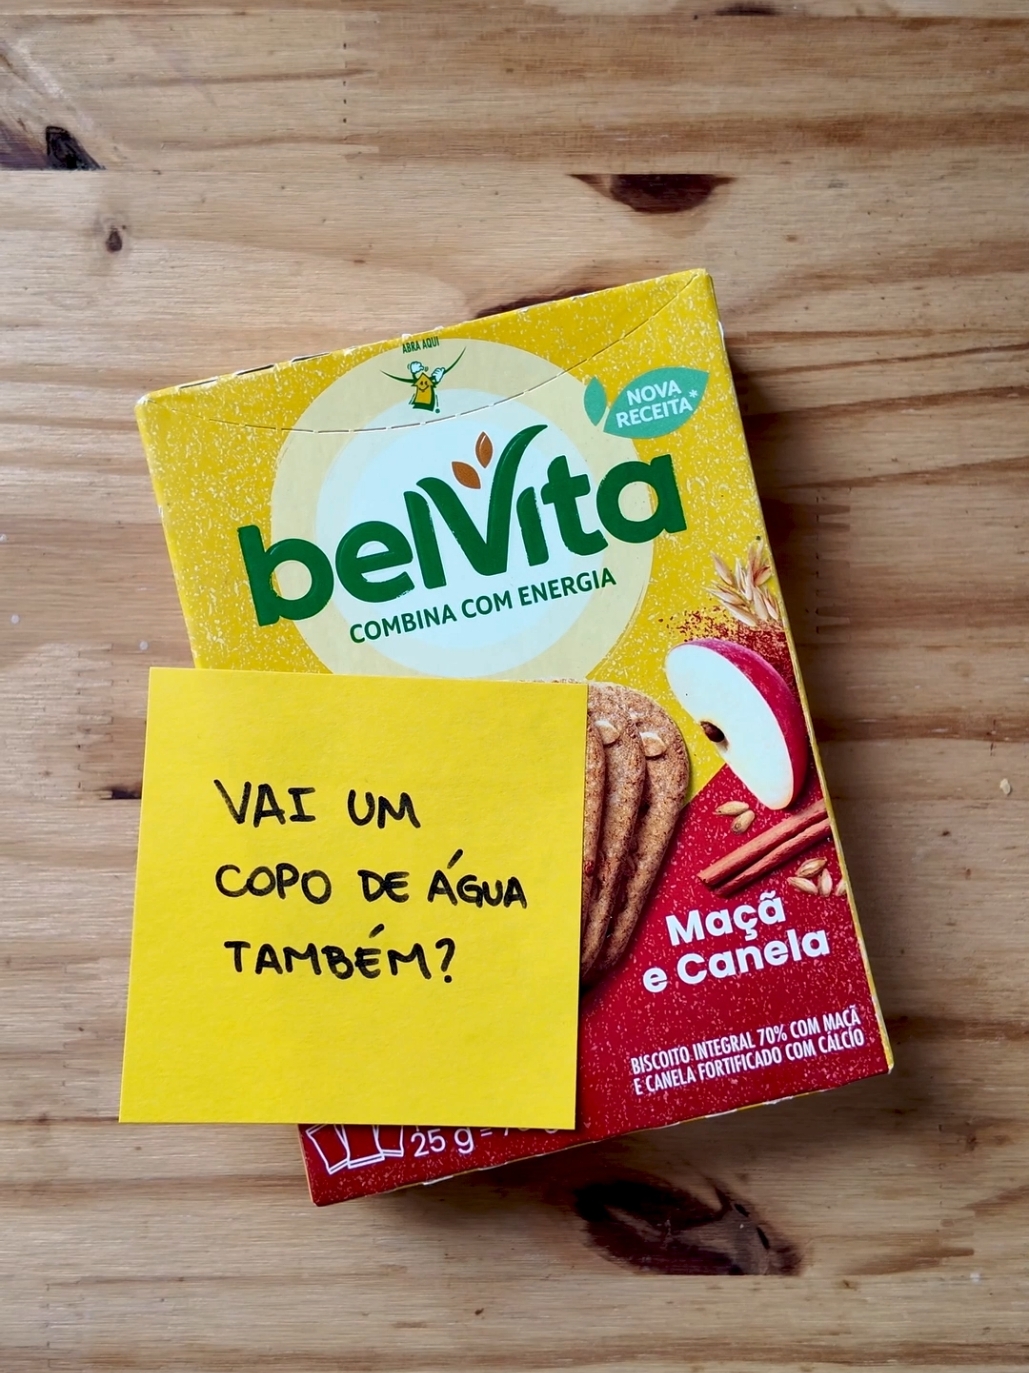 ABRA AQUI
NOVA
RECEITA*
belVita
COMBINA COM ENERGIA
VAI UM
COPO DE ÁGUA
TAMBÉM?
Maçã
e Canela
BISCOITO INTEGRAL 70% COM MAÇÃ
E CANELA FORTIFICADO COM CÁLCIO
25 g =